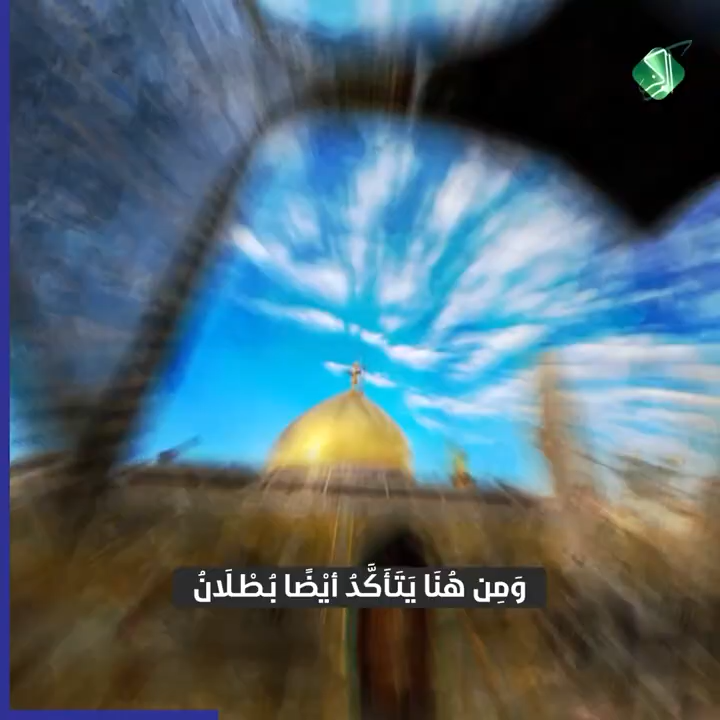 وَمِن هُنَا يَتَأَكَّدُ أيْضًا بُطْلَانُ